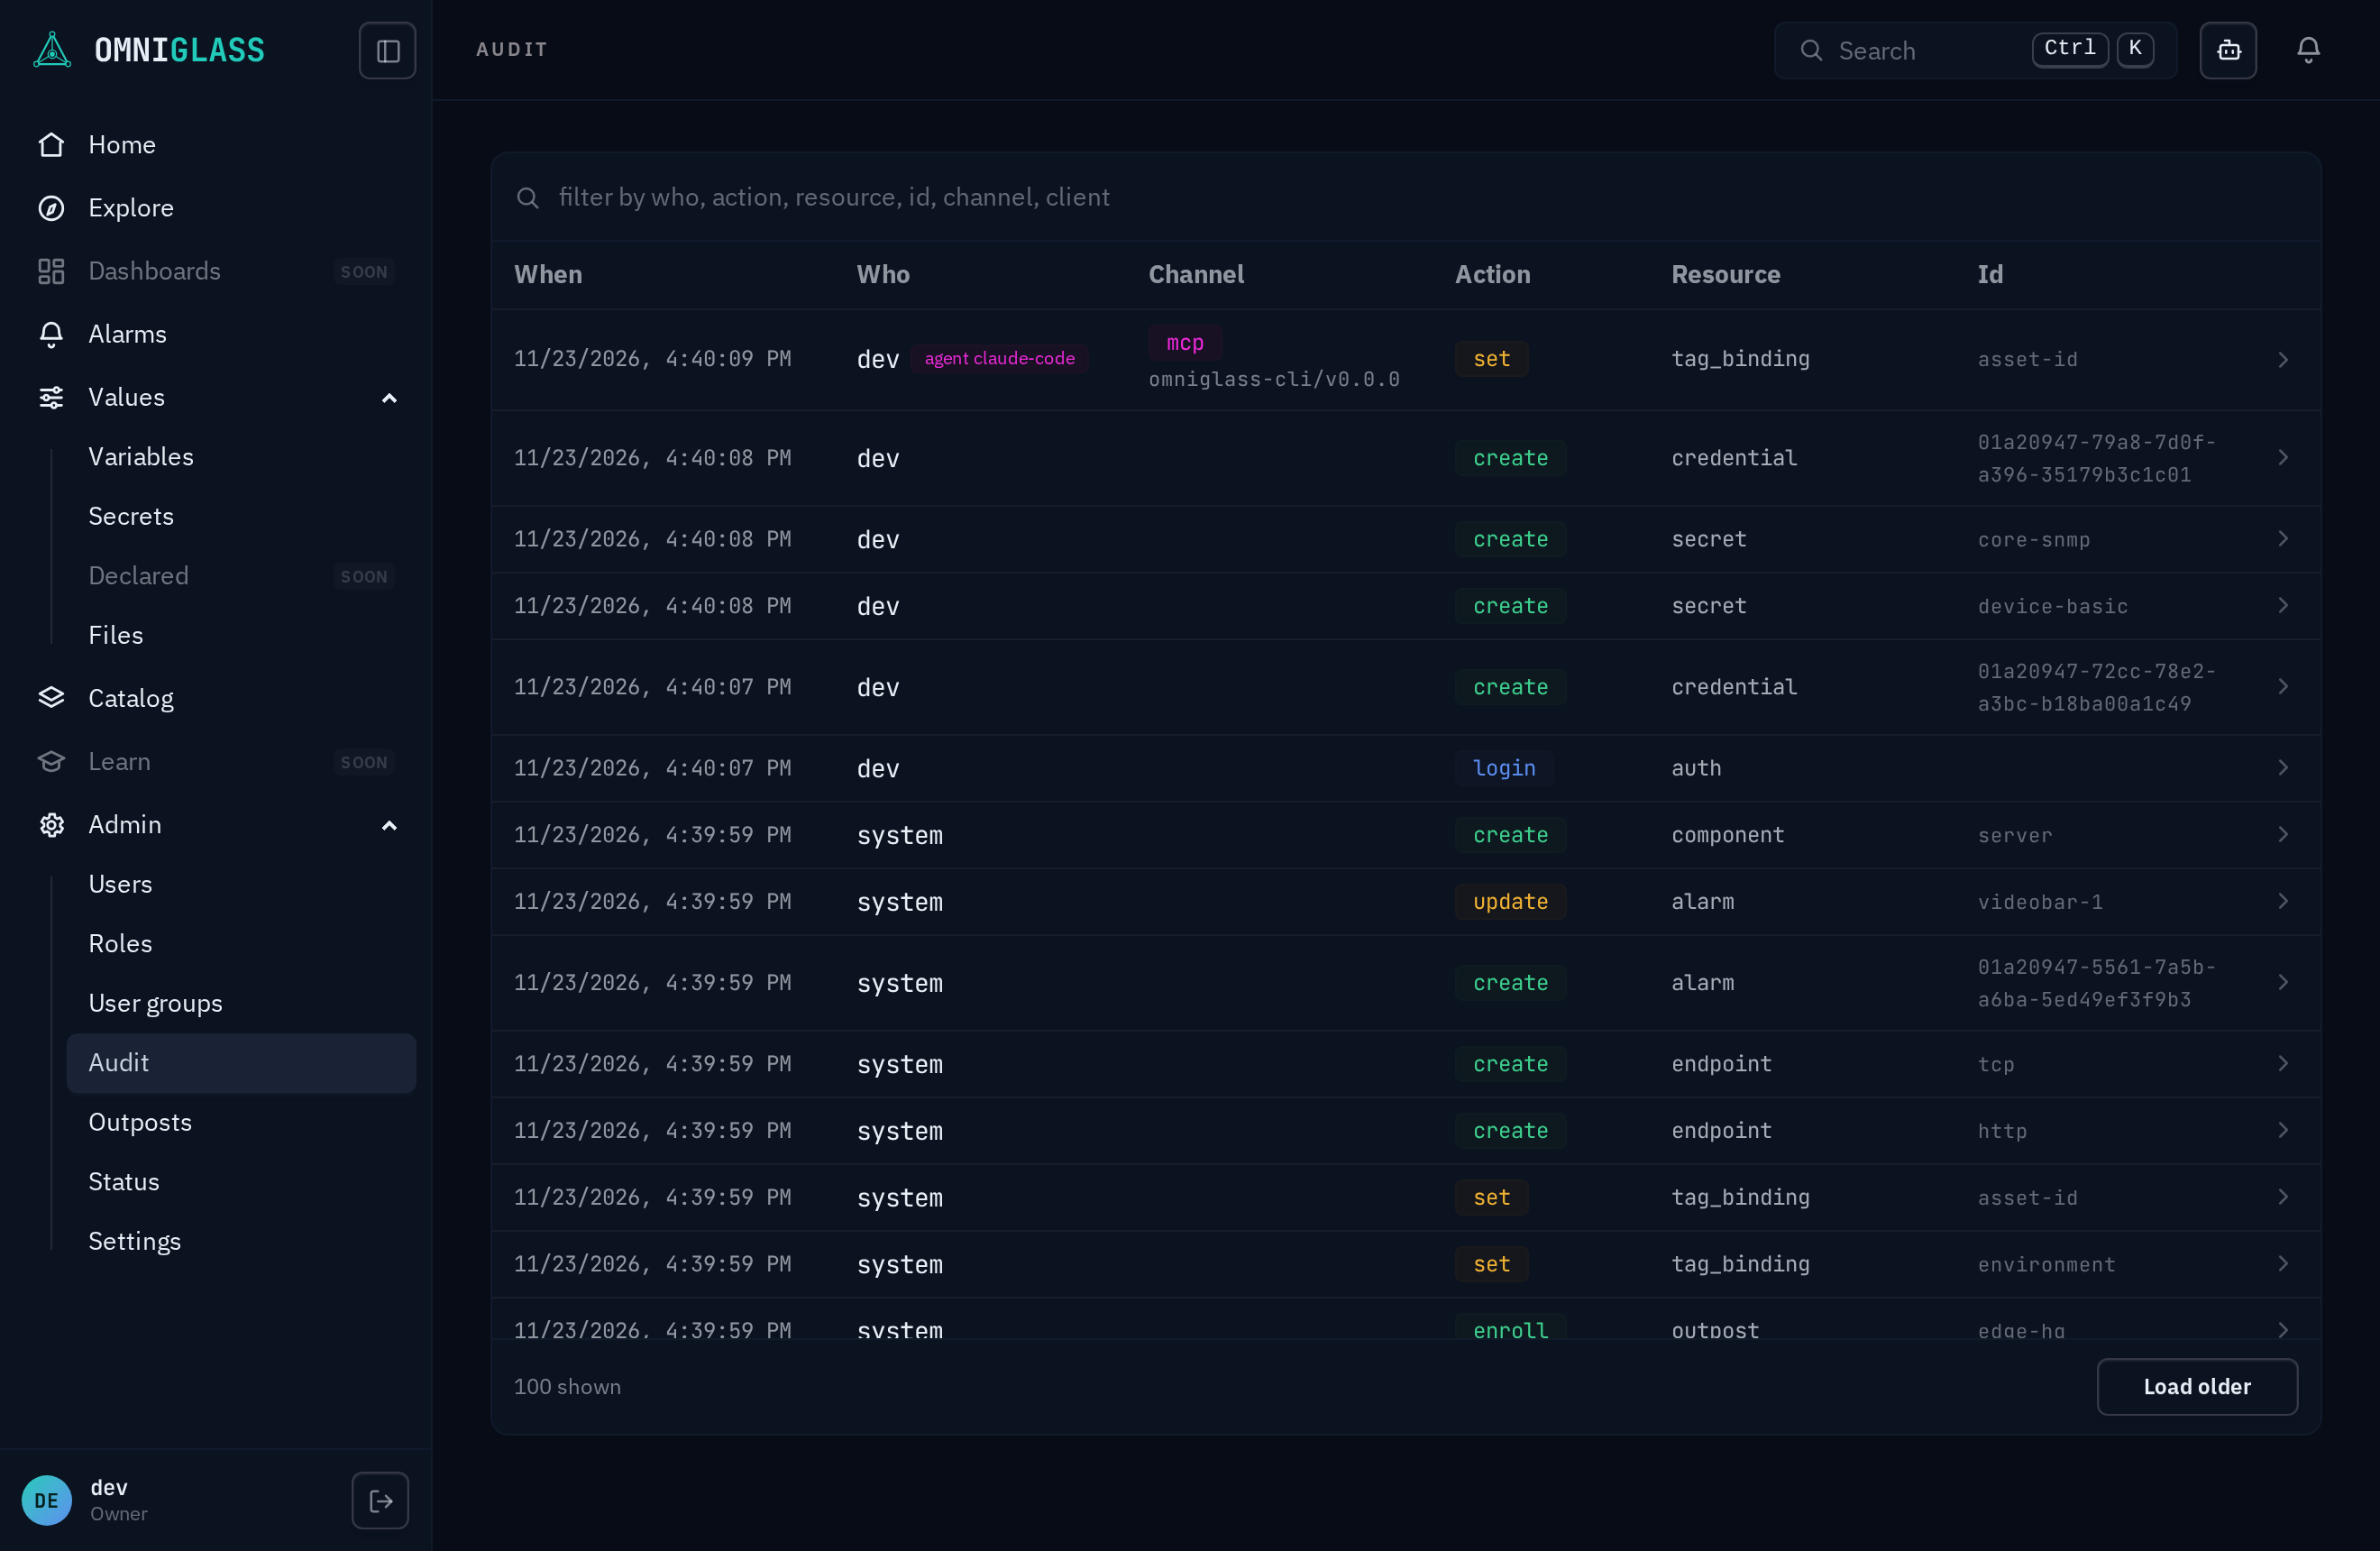 OMNIGLASS
AUDIT
Search Ctrl K
Home
Explore
Dashboards SOON
Alarms
Values
Variables
Secrets
Declared SOON
Files
Catalog
Learn SOON
Admin
Users
Roles
User groups
Audit
Outposts
Status
Settings
DE dev
Owner
filter by who, action, resource, id, channel, client
When Who Channel Action Resource Id
11/23/2026, 4:40:09 PM dev agent claude-code mcp set tag_binding asset-id
omniglass-cli/v0.0.0
11/23/2026, 4:40:08 PM dev create credential 01a20947-79a8-7d0f-
a396-35179b3c1c01
11/23/2026, 4:40:08 PM dev create secret core-snmp
11/23/2026, 4:40:08 PM dev create secret device-basic
11/23/2026, 4:40:07 PM dev create credential 01a20947-72cc-78e2-
a3bc-b18ba00a1c49
11/23/2026, 4:40:07 PM dev login auth
11/23/2026, 4:39:59 PM system create component server
11/23/2026, 4:39:59 PM system update alarm videobar-1
11/23/2026, 4:39:59 PM system create alarm 01a20947-5561-7a5b-
a6ba-5ed49ef3f9b3
11/23/2026, 4:39:59 PM system create endpoint tcp
11/23/2026, 4:39:59 PM system create endpoint http
11/23/2026, 4:39:59 PM system set tag_binding asset-id
11/23/2026, 4:39:59 PM system set tag_binding environment
11/23/2026, 4:39:59 PM system enroll outpost edge-hq
100 shown Load older